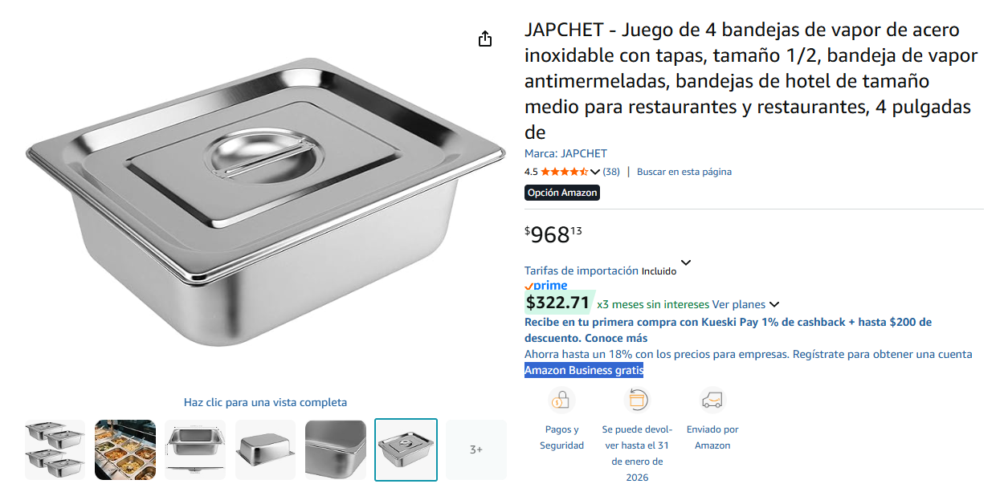 JAPCHET - Juego de 4 bandejas de vapor de acero
inoxidable con tapas, tamaño 1/2, bandeja de vapor
antimermeladas, bandejas de hotel de tamaño
medio para restaurantes y restaurantes, 4 pulgadas
de
Marca: JAPCHET
4.5 (38) | Buscar en esta página
Opción Amazon
$968.13
Tarifas de importación Incluido
prime
$322.71 x3 meses sin intereses Ver planes
Recibe en tu primera compra con Kueski Pay 1% de cashback + hasta $200 de
descuento. Conoce más
Ahorra hasta un 18% con los precios para empresas. Regístrate para obtener una cuenta
Amazon Business gratis
Haz clic para una vista completa
3+
Pagos y
Seguridad
Se puede devol-
ver hasta el 31
de enero de
2026
Enviado por
Amazon